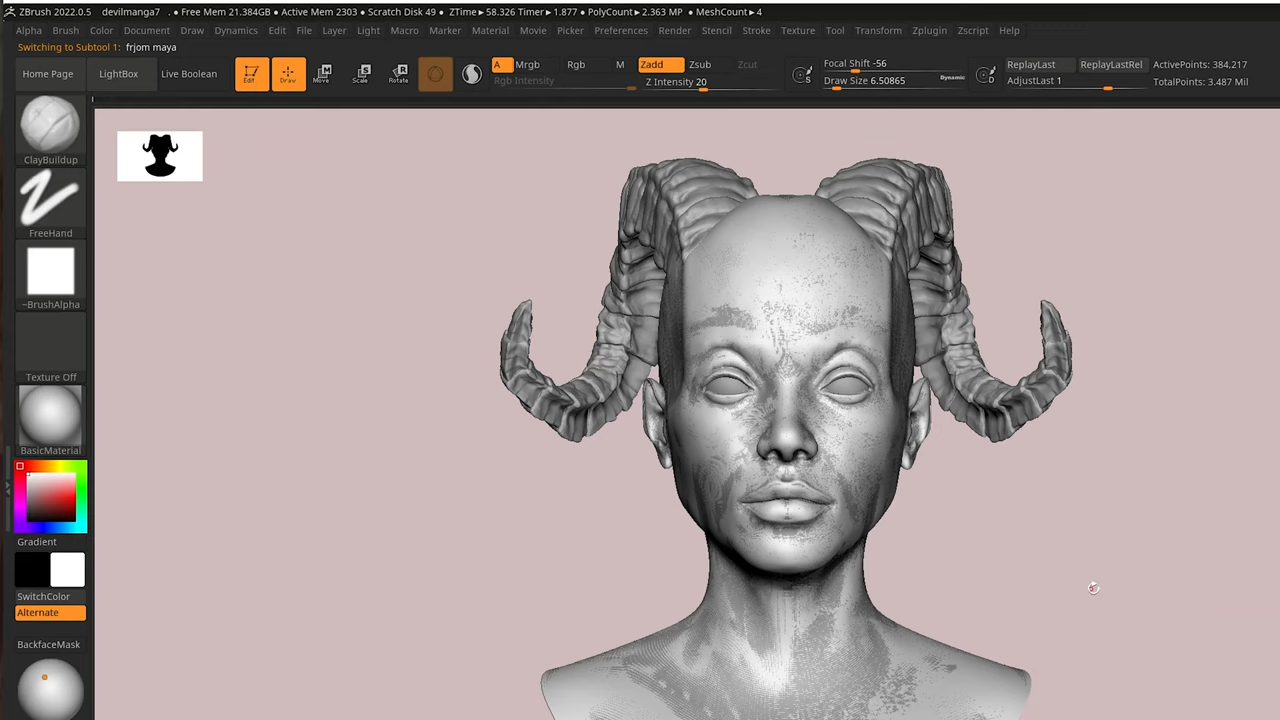 ZBrush 2022.0.5 devilmanga7 . ● Free Mem 21.384GB ● Active Mem 2303 ● Scratch Disk 49 ● ZTime►58.326 Timer►1.877 ● PolyCount►2.363 MP ● MeshCount►4
Alpha Brush Color Document Draw Dynamics Edit File Layer Light Macro Marker Material Movie Picker Preferences Render Stencil Stroke Texture Tool Transform Zplugin Zscript Help
Switching to Subtool 1: frjom maya
Home Page LightBox Live Boolean Edit Draw Move Scale Rotate A Mrgb Rgb M Zadd Zsub Zcut Focal Shift -56 ReplayLast ReplayLastRel ActivePoints: 384.217
Rgb Intensity Z Intensity 20 S Draw Size 6.50865 Dynamic D AdjustLast 1 TotalPoints: 3.487 Mil
ClayBuildup
FreeHand
~BrushAlpha
Texture Off
BasicMaterial
Gradient
SwitchColor
Alternate
BackfaceMask